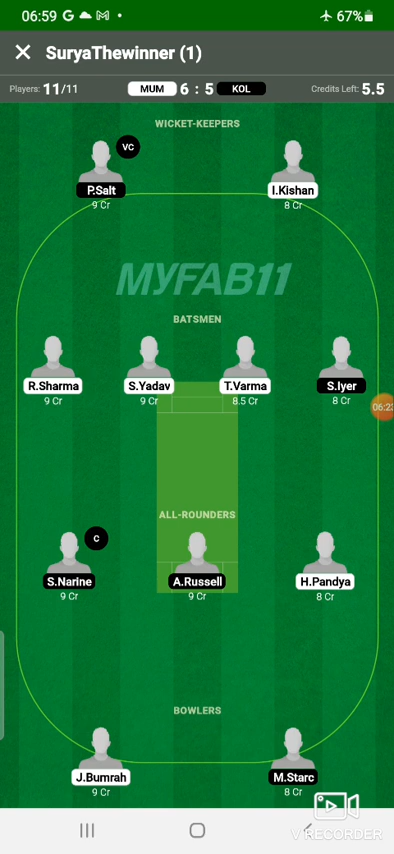 06:59 G M • 67%
SuryaThewinner (1)
Players: 11/11 MUM 6 : 5 KOL Credits Left: 5.5
WICKET-KEEPERS
VC
P.Salt I.Kishan
9 Cr 8 Cr
MYFAB11
BATSMEN
R.Sharma S.Yadav T.Varma S.Iyer
9 Cr 9 Cr 8.5 Cr 8 Cr
ALL-ROUNDERS
C
S.Narine A.Russell H.Pandya
9 Cr 9 Cr 8 Cr
BOWLERS
J.Bumrah M.Starc
9 Cr 8 Cr
V RECORDER